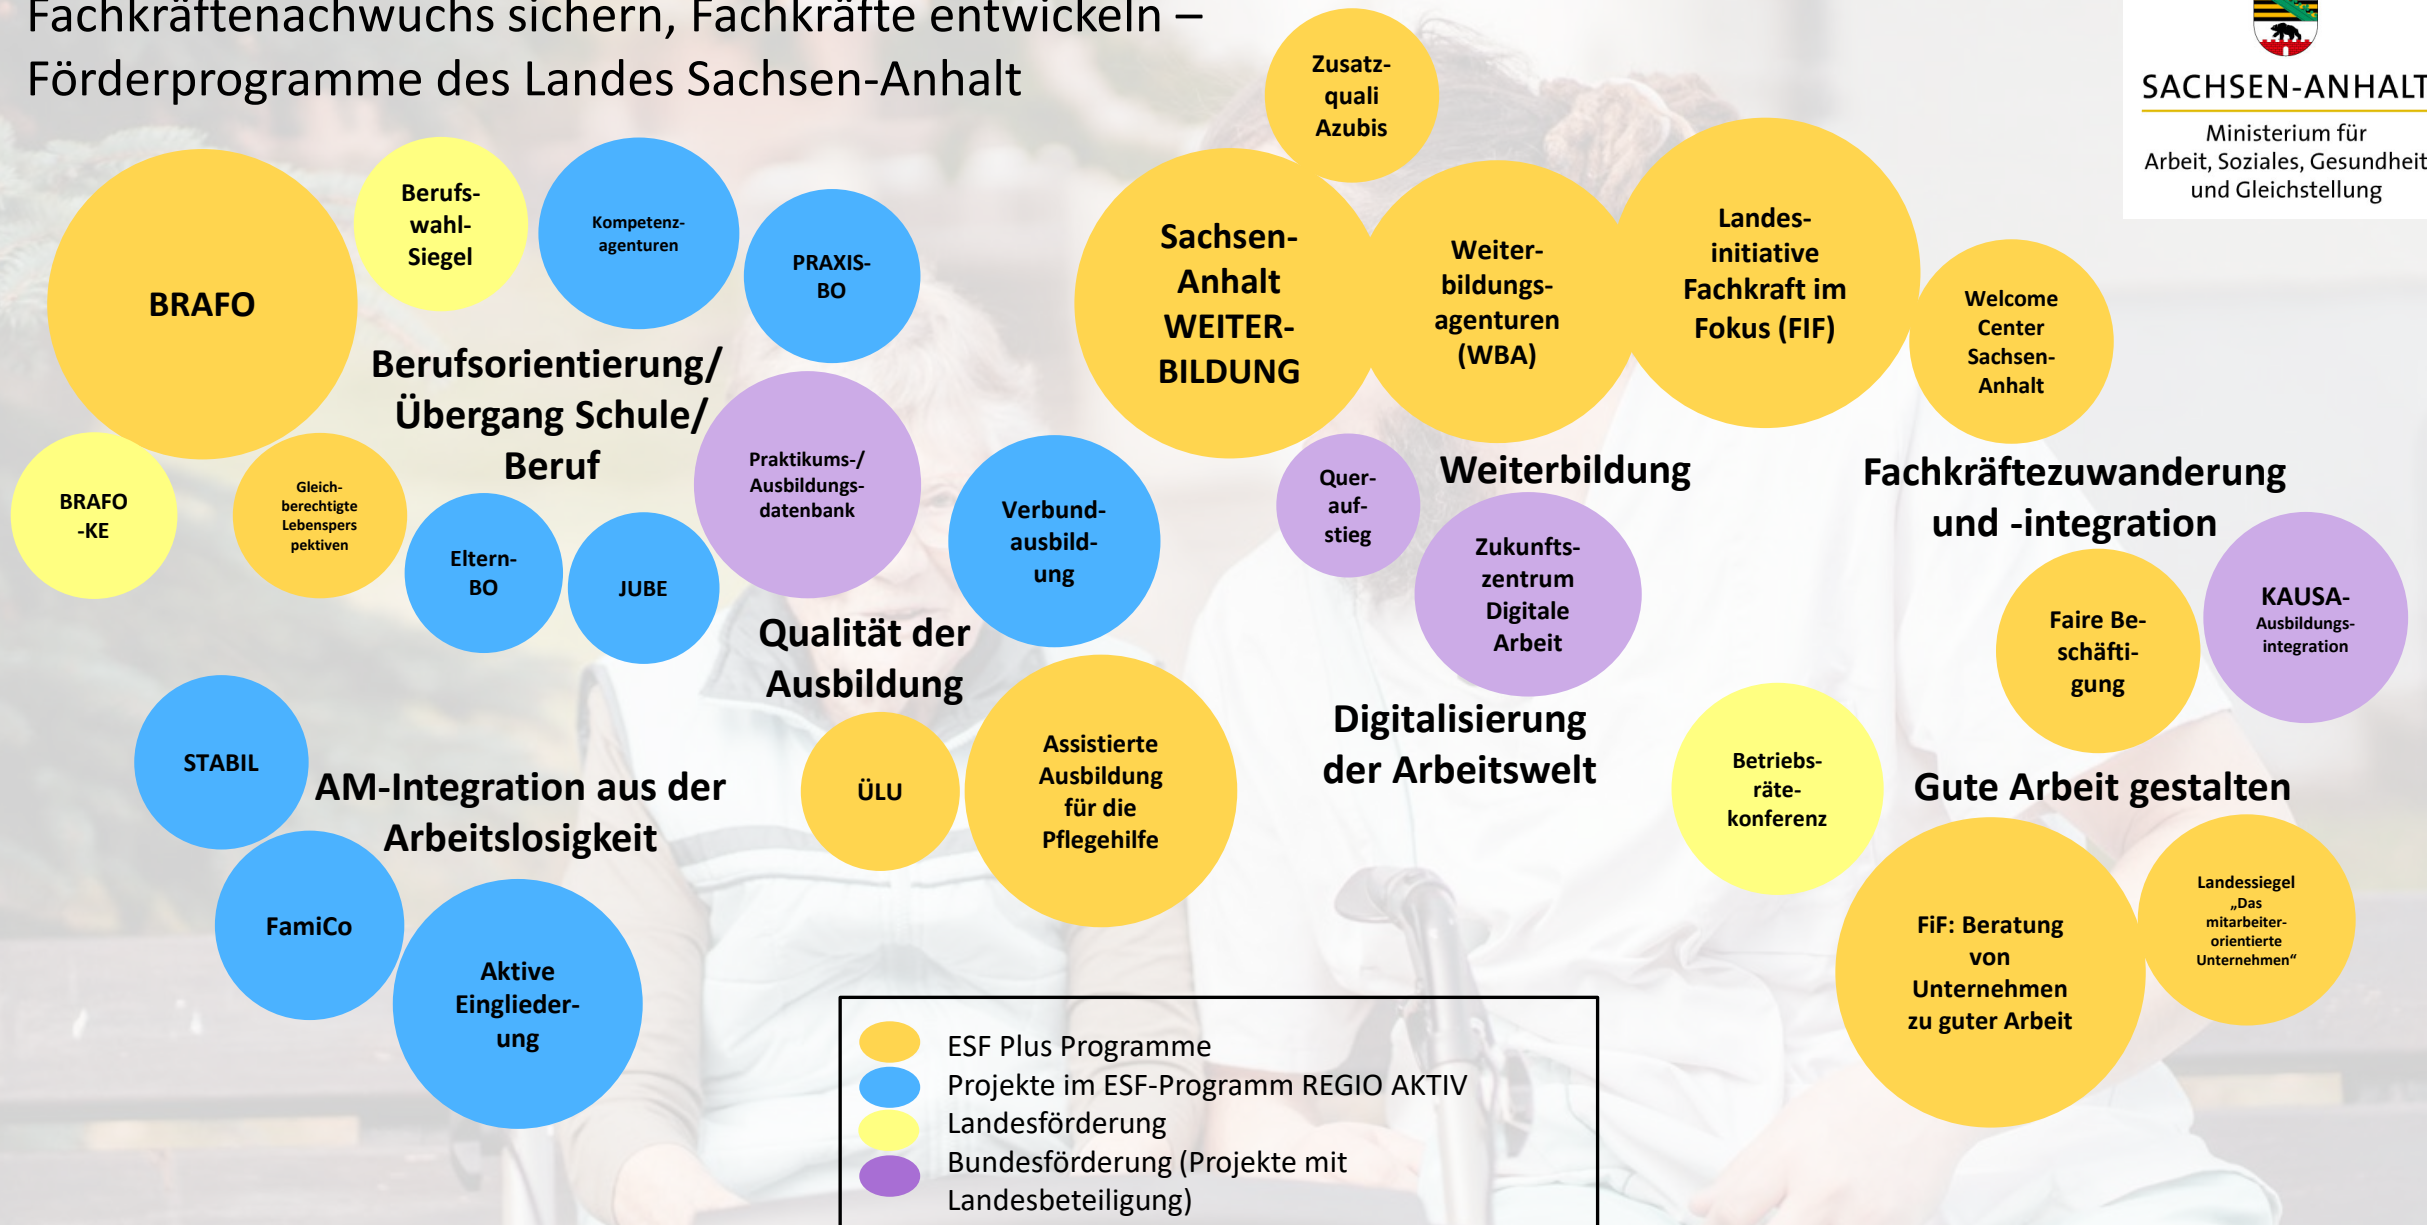 Fachkräftenachwuchs sichern, Fachkräfte entwickeln –
Förderprogramme des Landes Sachsen-Anhalt
SACHSEN-ANHALT
Ministerium für
Arbeit, Soziales, Gesundheit
und Gleichstellung
BRAFO
Berufs-
wahl-
Siegel
Kompetenz-
agenturen
PRAXIS-
BO
Berufsorientierung/
Übergang Schule/
Beruf
BRAFO
-KE
Gleich-
berechtigte
Lebenspers
pektiven
Eltern-
BO
JUBE
Praktikums-/
Ausbildungs-
datenbank
Verbund-
ausbild-
ung
Qualität der
Ausbildung
ÜLU
Assistierte
Ausbildung
für die
Pflegehilfe
STABIL
AM-Integration aus der
Arbeitslosigkeit
FamiCo
Aktive
Einglieder-
ung
Zusatz-
quali
Azubis
Sachsen-
Anhalt
WEITER-
BILDUNG
Weiter-
bildungs-
agenturen
(WBA)
Landes-
initiative
Fachkraft im
Fokus (FIF)
Welcome
Center
Sachsen-
Anhalt
Quer-
auf-
stieg
Weiterbildung
Zukunfts-
zentrum
Digitale
Arbeit
Digitalisierung
der Arbeitswelt
Fachkräftezuwanderung
und -integration
Faire Be-
schäfti-
gung
KAUSA-
Ausbildungs-
integration
Betriebs-
räte-
konferenz
Gute Arbeit gestalten
FiF: Beratung
von
Unternehmen
zu guter Arbeit
Landessiegel
„Das
mitarbeiter-
orientierte
Unternehmen“
ESF Plus Programme
Projekte im ESF-Programm REGIO AKTIV
Landesförderung
Bundesförderung (Projekte mit
Landesbeteiligung)